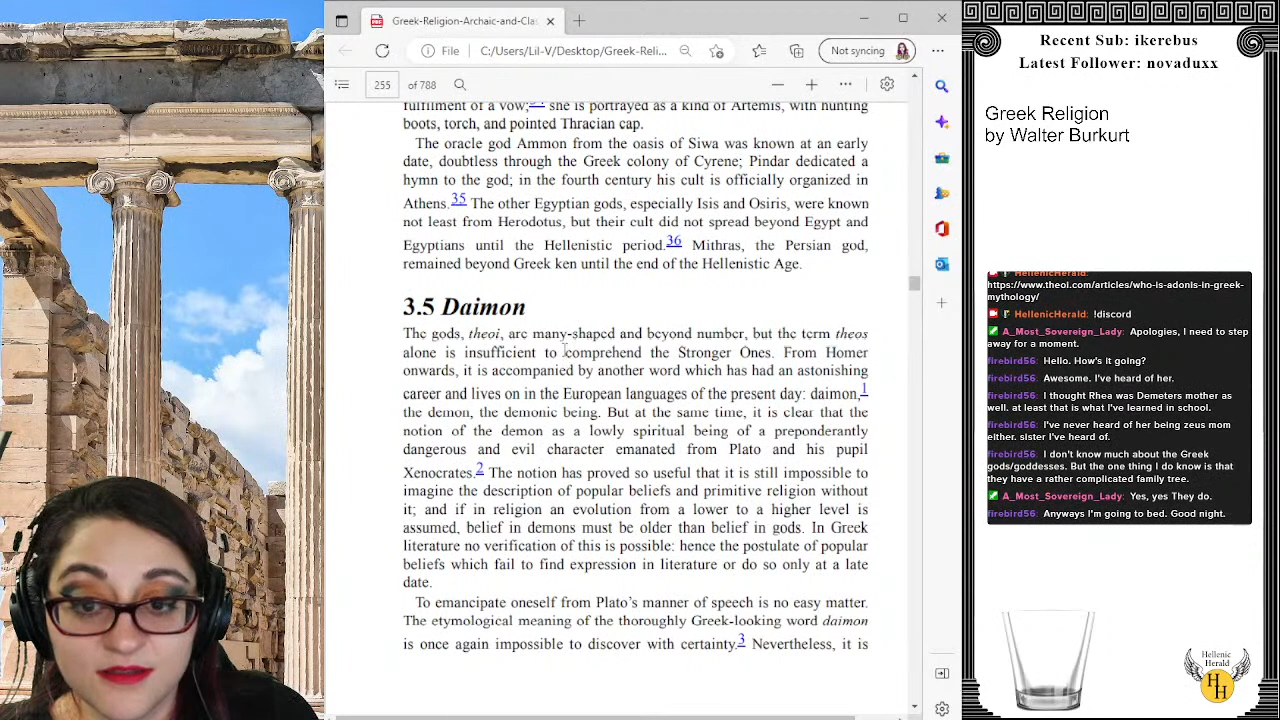 Greek-Religion-Archaic-and-Cla
File
C:/Users/Lil-V/Desktop/Greek-Reli...
Not syncing
255 of 788
fulfilment of a vow;34 she is portrayed as a kind of Artemis, with hunting
boots, torch, and pointed Thracian cap.
The oracle god Ammon from the oasis of Siwa was known at an early
date, doubtless through the Greek colony of Cyrene; Pindar dedicated a
hymn to the god; in the fourth century his cult is officially organized in
Athens.35 The other Egyptian gods, especially Isis and Osiris, were known
not least from Herodotus, but their cult did not spread beyond Egypt and
Egyptians until the Hellenistic period.36 Mithras, the Persian god,
remained beyond Greek ken until the end of the Hellenistic Age.
3.5 Daimon
The gods, theoi, are many-shaped and beyond number, but the term theos
alone is insufficient to comprehend the Stronger Ones. From Homer
onwards, it is accompanied by another word which has had an astonishing
career and lives on in the European languages of the present day: daimon,1
the demon, the demonic being. But at the same time, it is clear that the
notion of the demon as a lowly spiritual being of a preponderantly
dangerous and evil character emanated from Plato and his pupil
Xenocrates.2 The notion has proved so useful that it is still impossible to
imagine the description of popular beliefs and primitive religion without
it; and if in religion an evolution from a lower to a higher level is
assumed, belief in demons must be older than belief in gods. In Greek
literature no verification of this is possible: hence the postulate of popular
beliefs which fail to find expression in literature or do so only at a late
date.
To emancipate oneself from Plato's manner of speech is no easy matter.
The etymological meaning of the thoroughly Greek-looking word daimon
is once again impossible to discover with certainty.3 Nevertheless, it is
Recent Sub: ikerebus
Latest Follower: novaduxx
Greek Religion
by Walter Burkurt
HellenicHerald:
https://www.theoi.com/articles/who-is-adonis-in-greek-
mythology/
HellenicHerald: !discord
A_Most_Sovereign_Lady: Apologies, I need to step
away for a moment.
firebird56: Hello. How's it going?
firebird56: Awesome. I've heard of her.
firebird56: I thought Rhea was Demeters mother as
well. at least that is what I've learned in school.
firebird56: I've never heard of her being zeus mom
either. sister I've heard of.
firebird56: I don't know much about the Greek
gods/goddesses. But the one thing I do know is that
they have a rather complicated family tree.
A_Most_Sovereign_Lady: Yes, yes They do.
firebird56: Anyways I'm going to bed. Good night.
Hellenic
Herald
HH